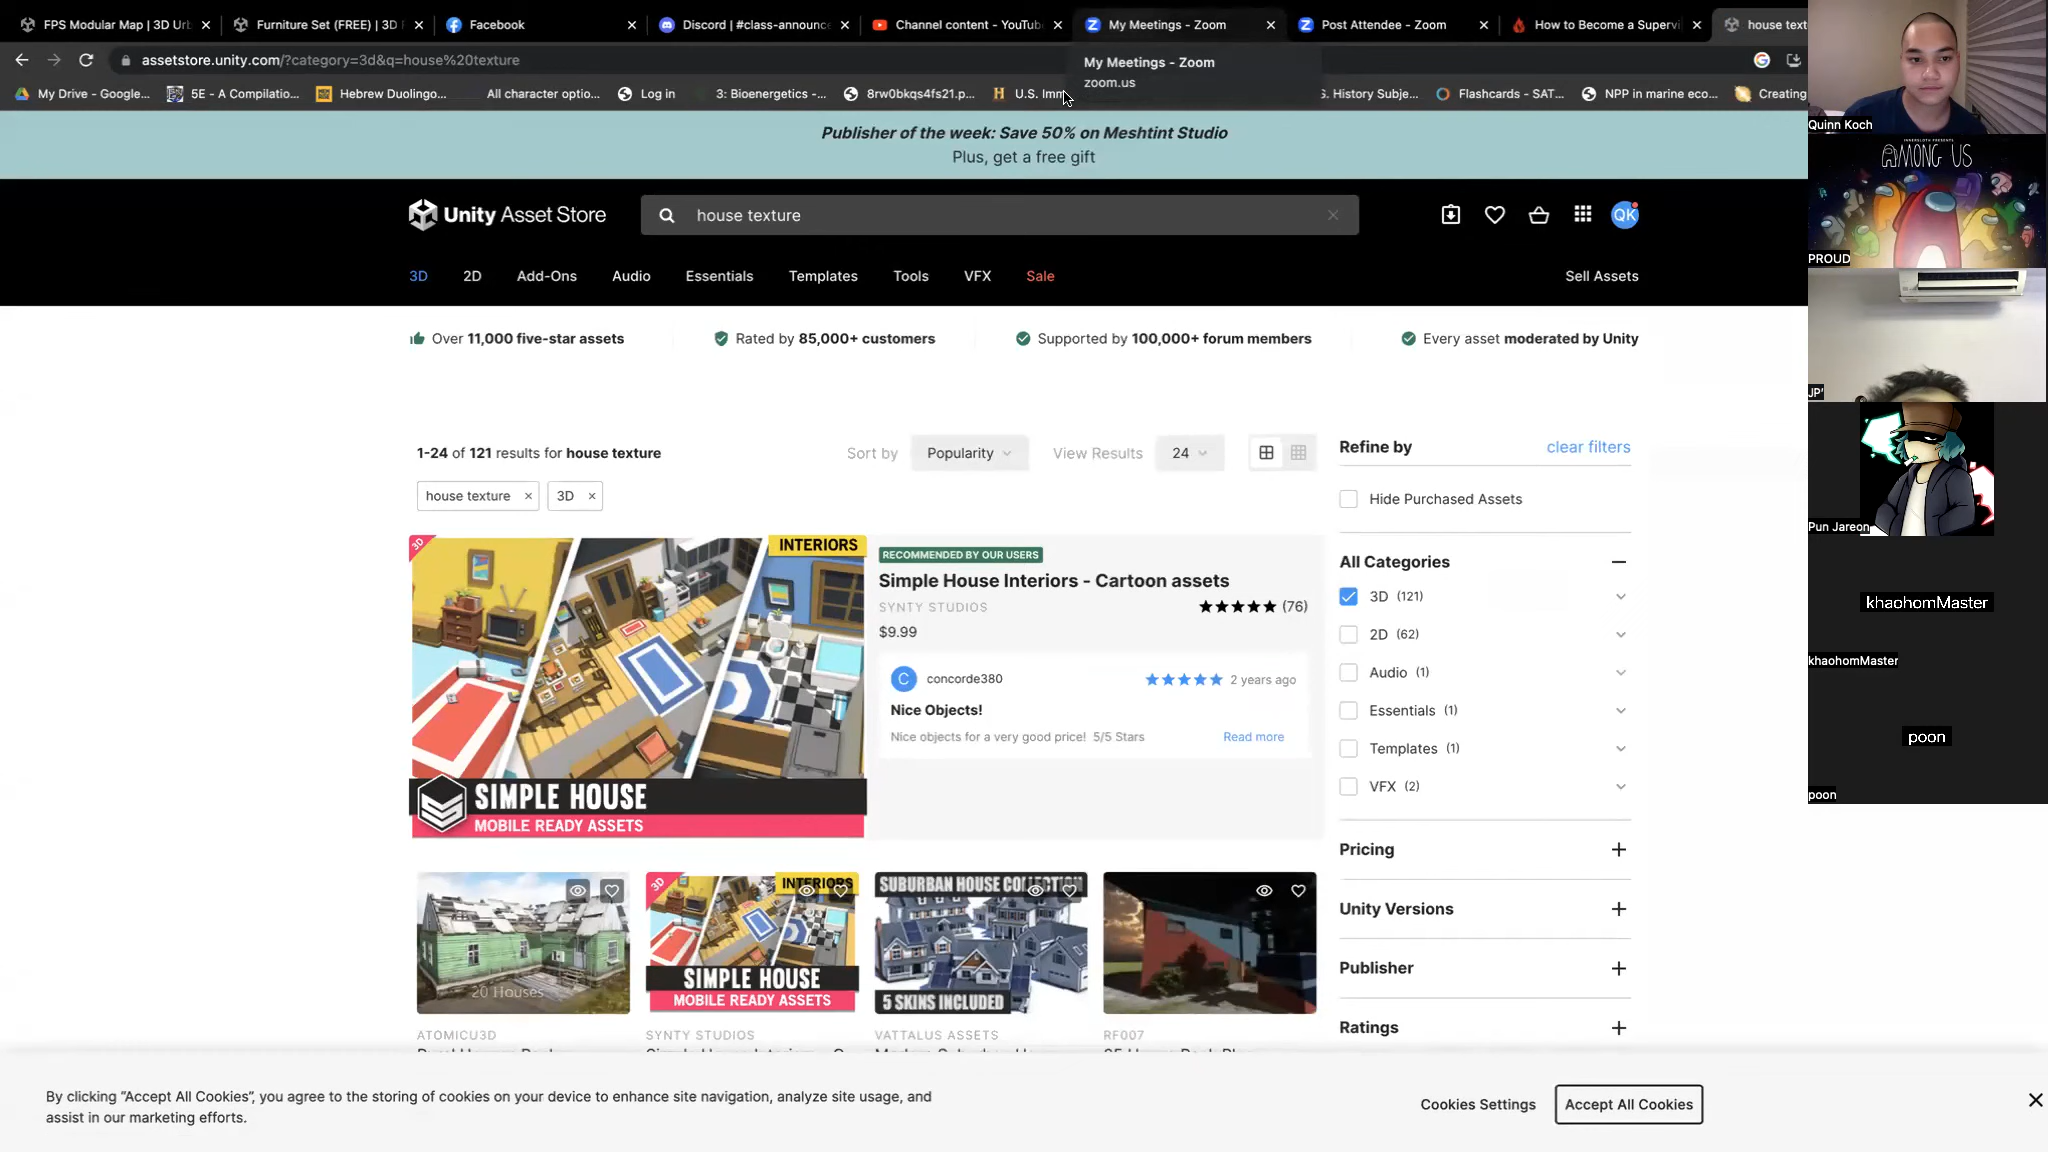 FPS Modular Map | 3D Urb
Furniture Set (FREE) | 3D F
Facebook
Discord | #class-announce
Channel content - YouTube
My Meetings - Zoom
Post Attendee - Zoom
How to Become a Supervi
house text
assetstore.unity.com/?category=3d&q=house%20texture
My Meetings - Zoom
zoom.us
My Drive - Google...
5E - A Compilatio...
Hebrew Duolingo...
All character optio...
Log in
3: Bioenergetics -...
8rw0bkqs4fs21.p...
U.S. Imm
S. History Subje...
Flashcards - SAT...
NPP in marine eco...
Creating
Publisher of the week: Save 50% on Meshtint Studio
Plus, get a free gift
Unity Asset Store
house texture
QK
3D
2D
Add-Ons
Audio
Essentials
Templates
Tools
VFX
Sale
Sell Assets
Over 11,000 five-star assets
Rated by 85,000+ customers
Supported by 100,000+ forum members
Every asset moderated by Unity
1-24 of 121 results for house texture
Sort by
Popularity
View Results
24
house texture ×
3D ×
3D
INTERIORS
SIMPLE HOUSE
MOBILE READY ASSETS
RECOMMENDED BY OUR USERS
Simple House Interiors - Cartoon assets
SYNTY STUDIOS
(76)
$9.99
C
concorde380
2 years ago
Nice Objects!
Nice objects for a very good price! 5/5 Stars
Read more
20 Houses
ATOMICU3D
3D
INTERIORS
SIMPLE HOUSE
MOBILE READY ASSETS
SYNTY STUDIOS
SUBURBAN HOUSE COLLECTION
5 SKINS INCLUDED
VATTALUS ASSETS
RF007
Refine by
clear filters
Hide Purchased Assets
All Categories
3D (121)
2D (62)
Audio (1)
Essentials (1)
Templates (1)
VFX (2)
Pricing
Unity Versions
Publisher
Ratings
By clicking "Accept All Cookies", you agree to the storing of cookies on your device to enhance site navigation, analyze site usage, and
assist in our marketing efforts.
Cookies Settings
Accept All Cookies
Quinn Koch
AMONG US
PROUD
JP'
Pun Jareon
khaohomMaster
khaohomMaster
poon
poon